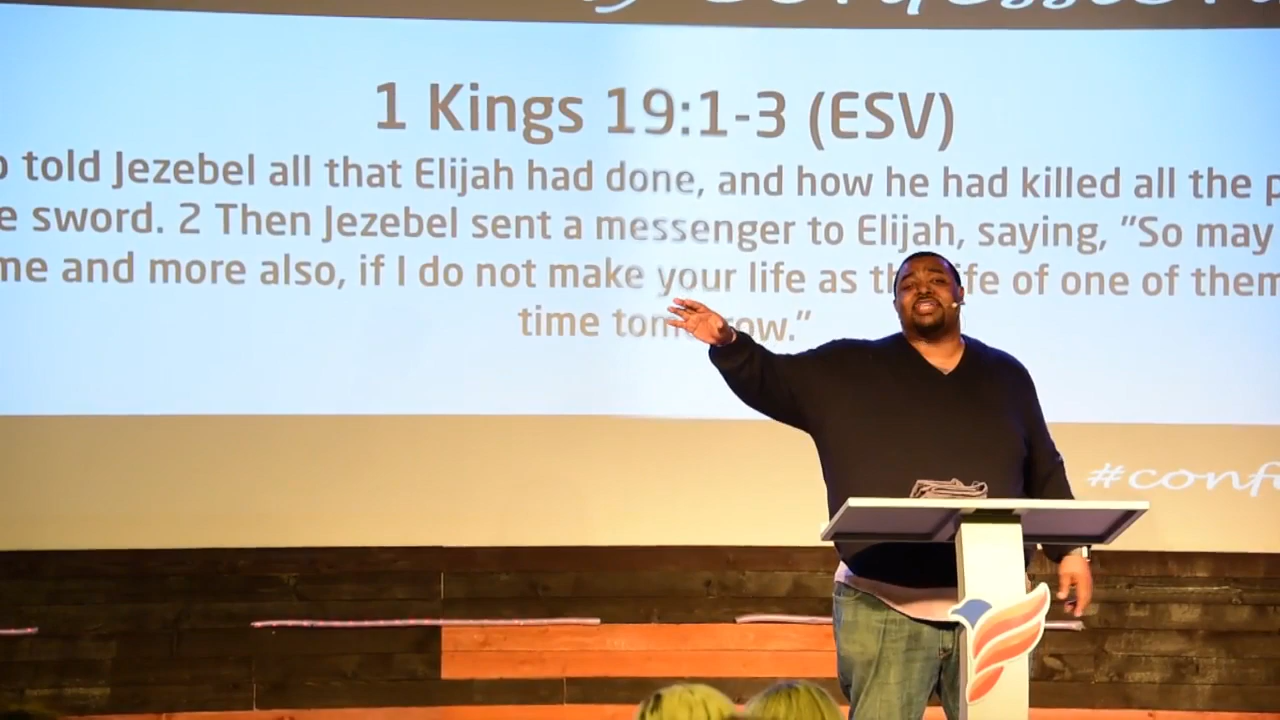 1 Kings 19:1-3 (ESV)
told Jezebel all that Elijah had done, and how he had killed all the
sword. 2 Then Jezebel sent a messenger to Elijah, saying, "So may
me and more also, if I do not make your life as life of one of them
time tomorrow."